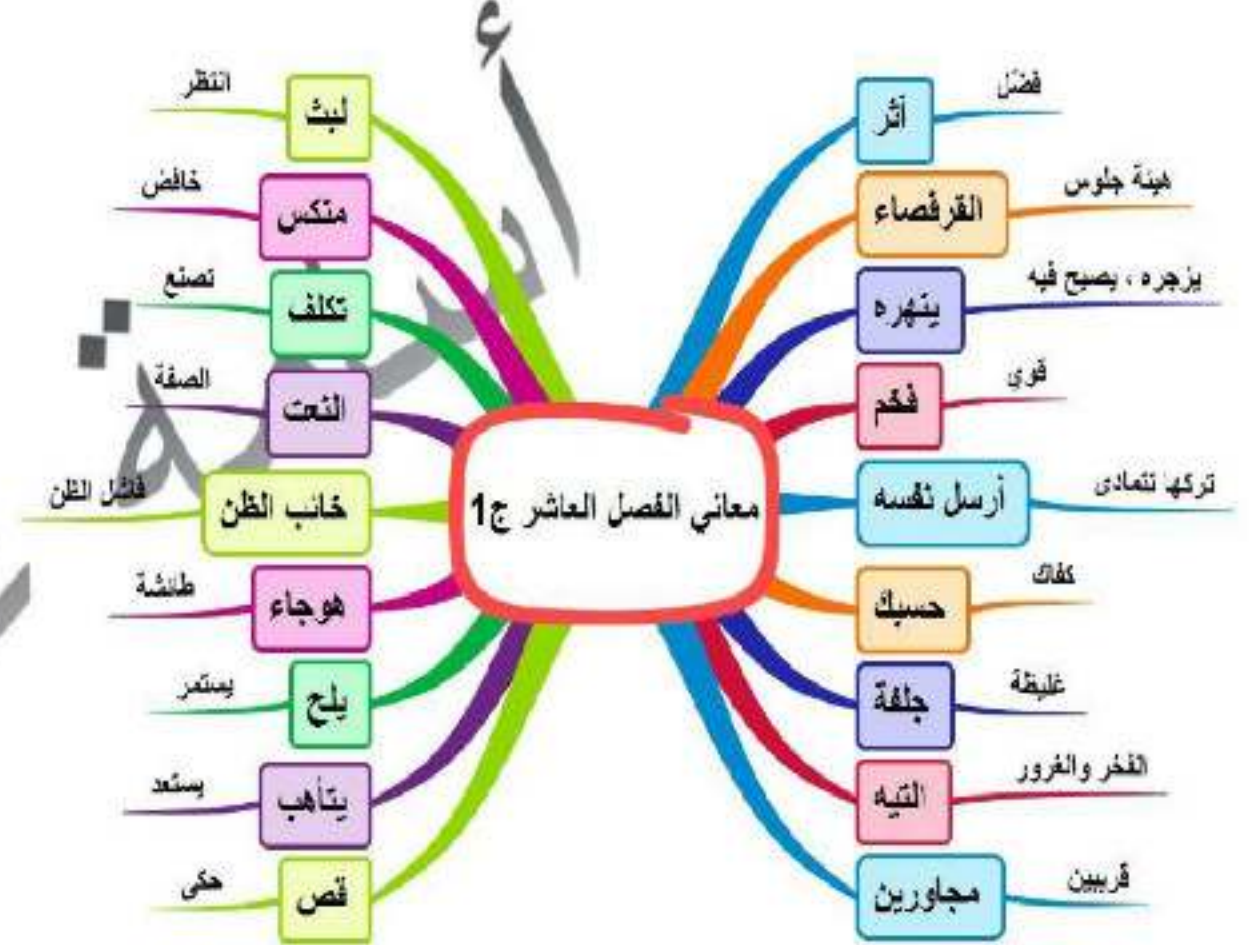 معاني الفصل العاشر ج1
آثر
فضّل
القرفصاء
هيئة جلوس
ينهره
يزجره ، يصيح فيه
فكم
قوي
أرسل نفسه
تركها تتمادى
حسبك
كفاك
جلفة
غليظة
التيه
الفخر والغرور
مجاورين
قريبين
لبث
انتظر
منكس
خافض
تكلف
تصنع
النعت
الصفة
خائب الظن
فاشل الظن
هوجاء
طائشة
يلح
يستمر
يتأهب
يستعد
قص
حكى